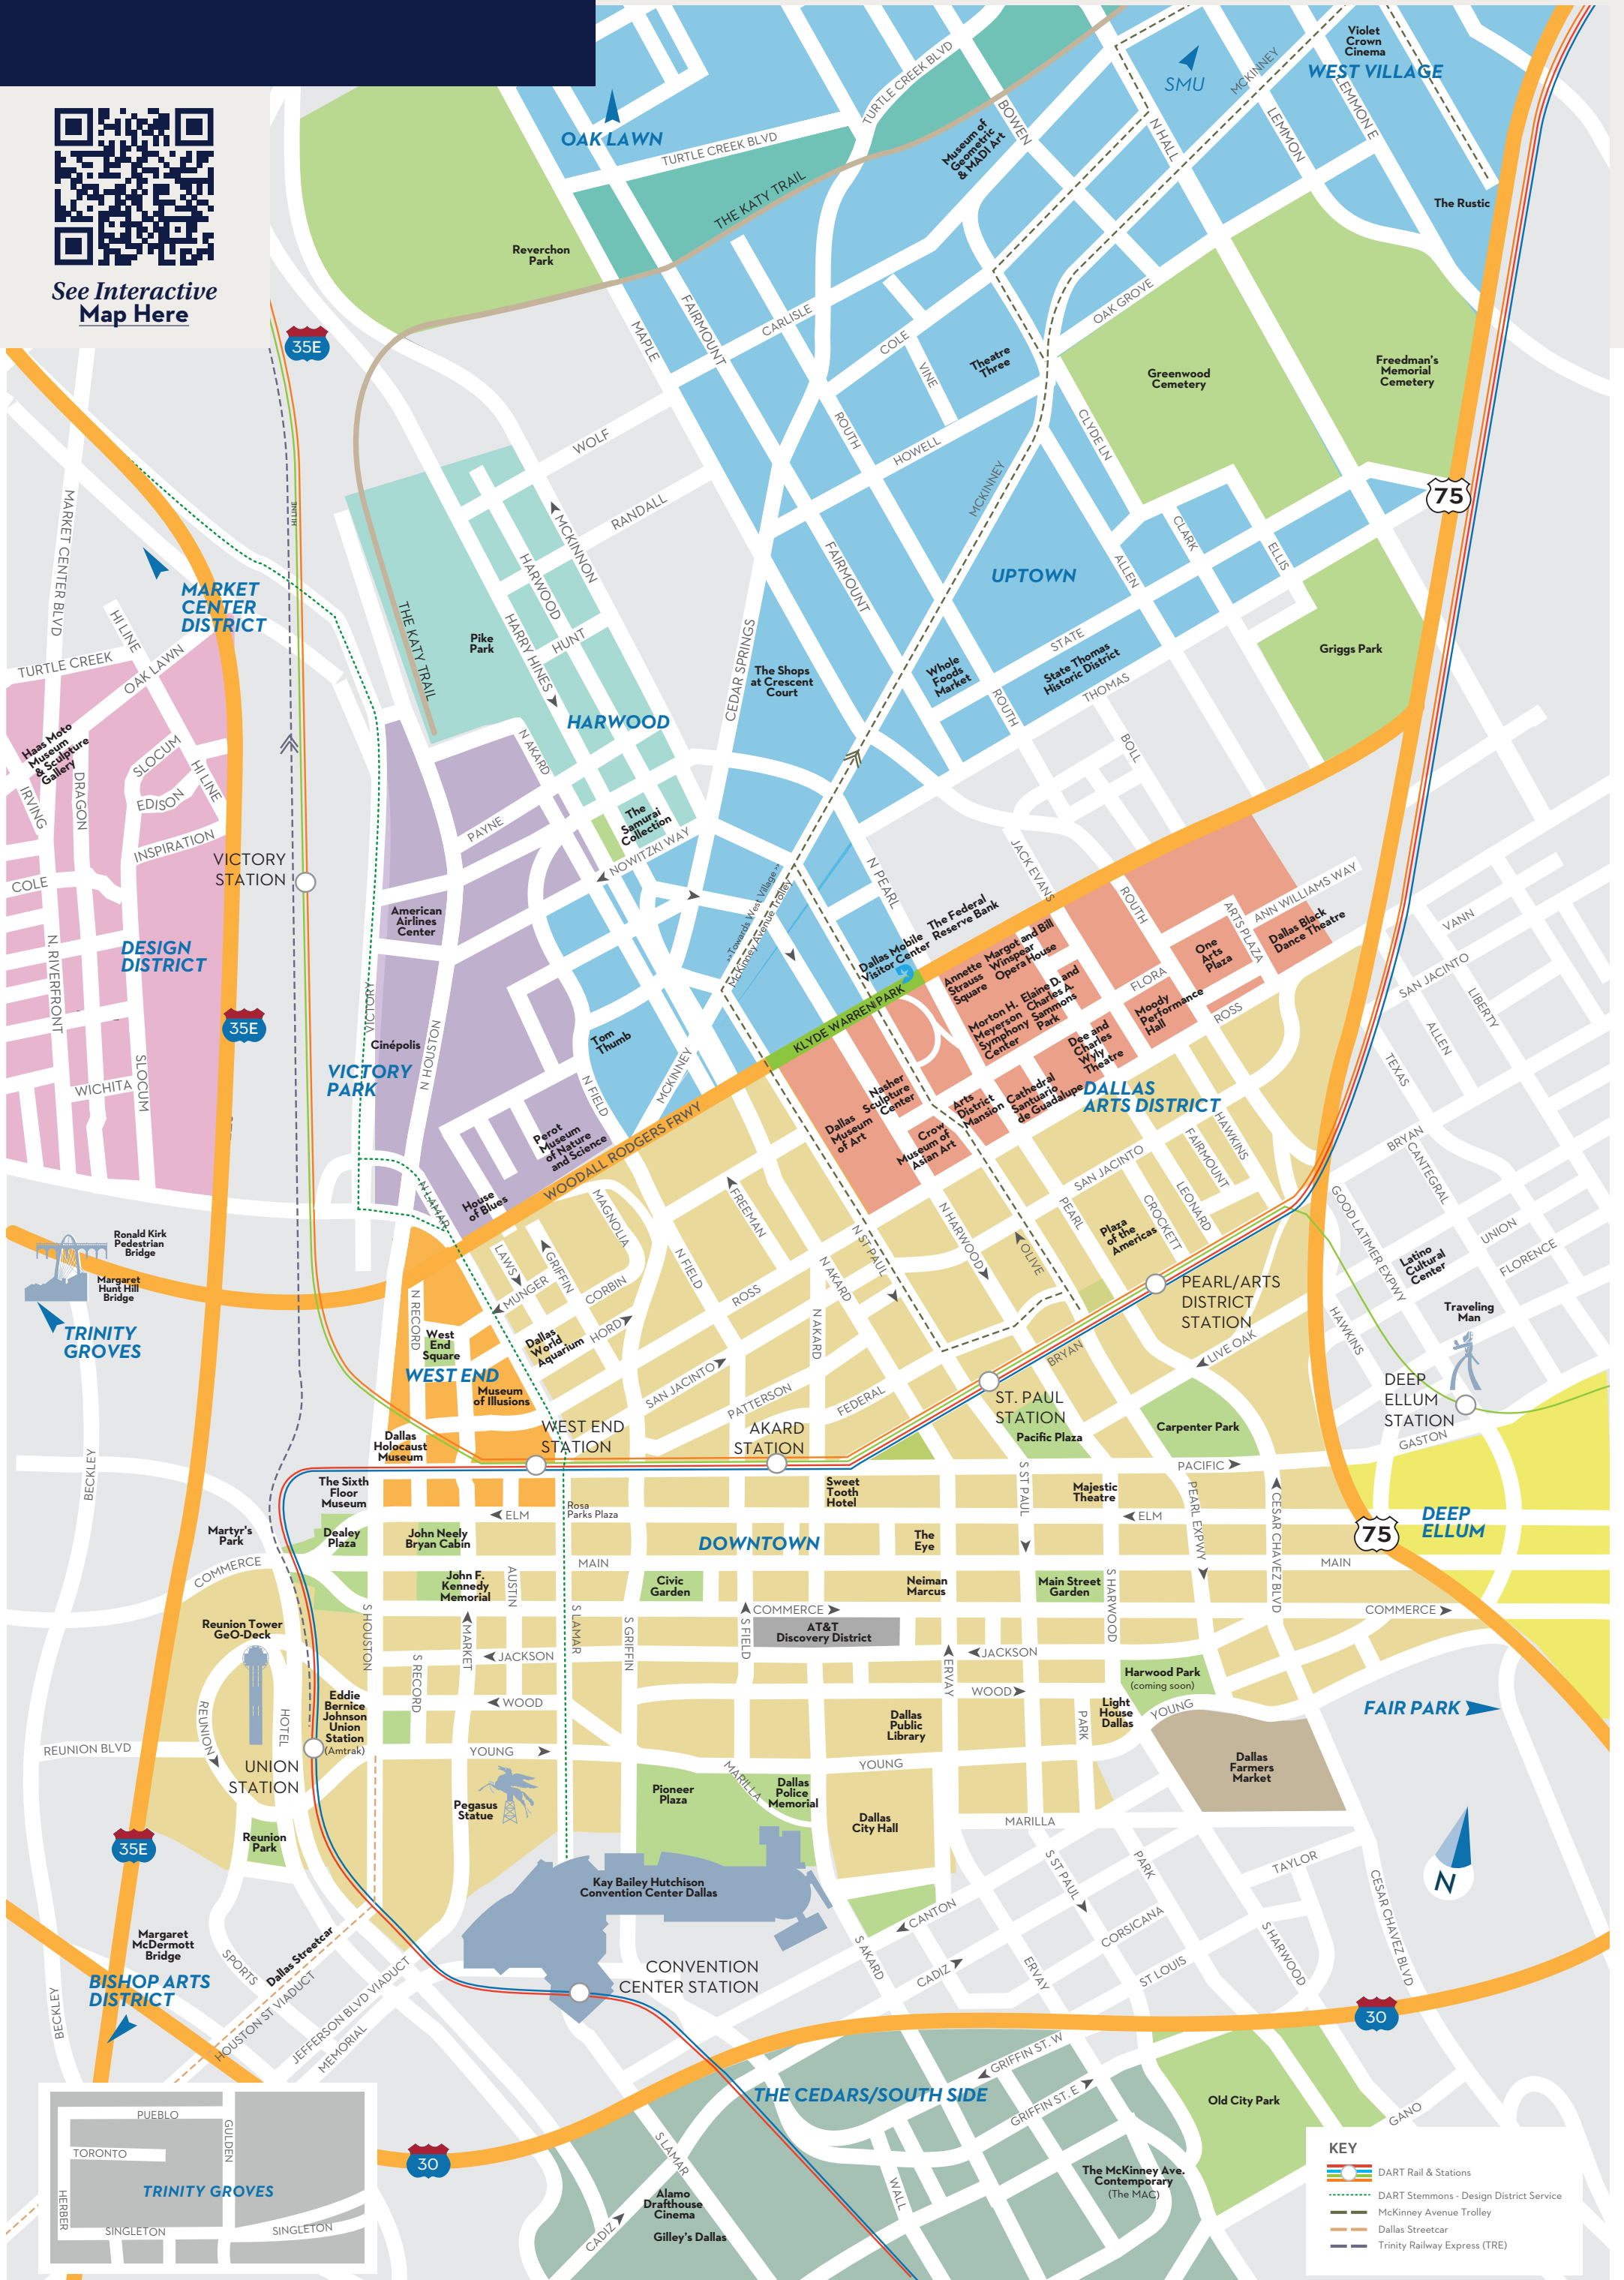 See Interactive
Map Here
OAK LAWN
SMU
Violet
Crown
Cinema
WEST VILLAGE
TURTLE CREEK BLVD
TURTLE CREEK BLVD
THE KATY TRAIL
Museum of
Geometric
& MADI Art
BOWEN
N HALL
MCKINNEY
LEMMON
LEMMON E
The Rustic
Reverchon
Park
35E
MAPLE
FAIRMOUNT
CARLISLE
COLE
VINE
Theatre
Three
OAK GROVE
Greenwood
Cemetery
Freedman's
Memorial
Cemetery
WOLF
RANDALL
ROUTH
HOWELL
CLYDE LN
MCKINNEY
75
MARKET CENTER BLVD
MARKET
CENTER
DISTRICT
HI LINE
OAK LAWN
TURTLE CREEK
THE KATY TRAIL
Pike
Park
HARWOOD
MCKINNON
HARRY HINES
HUNT
HARWOOD
CEDAR SPRINGS
FAIRMOUNT
UPTOWN
ALLEN
CLARK
ELLIS
STATE
State Thomas
Historic District
THOMAS
Griggs Park
The Shops
at Crescent
Court
Whole
Foods
Market
ROUTH
BOLL
Haas Moto
Museum
& Sculpture
Gallery
IRVING
DRAGON
SLOCUM
EDISON
HI LINE
INSPIRATION
COLE
VICTORY
STATION
N AKARD
PAYNE
The
Samurai
Collection
NOWITZKI WAY
American
Airlines
Center
DESIGN
DISTRICT
N. RIVERFRONT
35E
SLOCUM
WICHITA
VICTORY
Cinépolis
N HOUSTON
VICTORY
PARK
Tom
Thumb
N FIELD
MCKINNEY
Towards West Village
McKinney Avenue Trolley
N PEARL
Dallas Mobile
Visitor Center
The Federal
Reserve Bank
JACK EVANS
ROUTH
ARTS PLAZA
ANN WILLIAMS WAY
Dallas Black
Dance Theatre
One
Arts
Plaza
Annette
Strauss
Square
Margot and Bill
Winspear
Opera House
Morton H.
Meyerson
Symphony
Center
Elaine D. and
Charles A.
Sammons
Park
FLORA
Moody
Performance
Hall
ROSS
KLYDE WARREN PARK
Dee and
Charles
Wyly
Theatre
DALLAS
ARTS DISTRICT
Nasher
Sculpture
Center
Dallas
Museum
of Art
Arts
District
Mansion
Cathedral
Santuario
de Guadalupe
Crow
Museum of
Asian Art
VANN
SAN JACINTO
LIBERTY
ALLEN
TEXAS
BRYAN
CANTEGRAL
Perot
Museum
of Nature
and Science
House
of Blues
WOODALL RODGERS FRWY
N LAMAR
Ronald Kirk
Pedestrian
Bridge
Margaret
Hunt Hill
Bridge
TRINITY
GROVES
LAWS
MUNGER
GRIFFIN
MAGNOLIA
CORBIN
HORD
N FIELD
FREEMAN
ROSS
N AKARD
N AKARD
N ST PAUL
N HARWOOD
OLIVE
PEARL
SAN JACINTO
Plaza
of the
Americas
CROCKETT
LEONARD
FAIRMOUNT
HAWKINS
GOOD LATIMER EXPWY
Latino
Cultural
Center
UNION
FLORENCE
PEARL/ARTS
DISTRICT
STATION
HAWKINS
Traveling
Man
LIVE OAK
BRYAN
N RECORD
West
End
Square
WEST END
Museum
of Illusions
Dallas
World
Aquarium
SAN JACINTO
PATTERSON
FEDERAL
ST. PAUL
STATION
Pacific Plaza
Carpenter Park
DEEP
ELLUM
STATION
GASTON
Dallas
Holocaust
Museum
WEST END
STATION
AKARD
STATION
PACIFIC
The Sixth
Floor
Museum
Rosa
Parks Plaza
Sweet
Tooth
Hotel
S ST PAUL
Majestic
Theatre
PEARL EXPWY
CESAR CHAVEZ BLVD
BECKLEY
Martyr's
Park
Dealey
Plaza
John Neely
Bryan Cabin
ELM
ELM
DOWNTOWN
The
Eye
75
DEEP
ELLUM
MAIN
MAIN
COMMERCE
John F.
Kennedy
Memorial
AUSTIN
Civic
Garden
Neiman
Marcus
Main Street
Garden
COMMERCE
COMMERCE
Reunion Tower
GeO-Deck
S HOUSTON
MARKET
S LAMAR
S GRIFFIN
S FIELD
AT&T
Discovery District
ERVAY
S HARWOOD
JACKSON
JACKSON
S RECORD
WOOD
WOOD
Harwood Park
(coming soon)
FAIR PARK
REUNION
HOTEL
Eddie
Bernice
Johnson
Union
Station
(Amtrak)
Dallas
Public
Library
Light
House
Dallas
PARK
YOUNG
REUNION BLVD
UNION
STATION
YOUNG
YOUNG
Dallas
Farmers
Market
Pegasus
Statue
Pioneer
Plaza
MARILLA
Dallas
Police
Memorial
Dallas
City Hall
MARILLA
Reunion
Park
35E
Kay Bailey Hutchison
Convention Center Dallas
S ST PAUL
PARK
TAYLOR
CESAR CHAVEZ BLVD
N
CANTON
CORSICANA
S HARWOOD
Margaret
McDermott
Bridge
SPORTS
Dallas Streetcar
CONVENTION
CENTER STATION
S AKARD
CADIZ
ERVAY
ST LOUIS
BISHOP ARTS
DISTRICT
BECKLEY
HOUSTON ST VIADUCT
JEFFERSON BLVD VIADUCT
MEMORIAL
30
THE CEDARS/SOUTH SIDE
GRIFFIN ST. W
GRIFFIN ST. E
Old City Park
GANO
PUEBLO
GULDEN
TORONTO
TRINITY GROVES
HERBER
SINGLETON
SINGLETON
30
S LAMAR
Alamo
Drafthouse
Cinema
Gilley's Dallas
CADIZ
WALL
The McKinney Ave.
Contemporary
(The MAC)
KEY
DART Rail & Stations
DART Stemmons - Design District Service
McKinney Avenue Trolley
Dallas Streetcar
Trinity Railway Express (TRE)